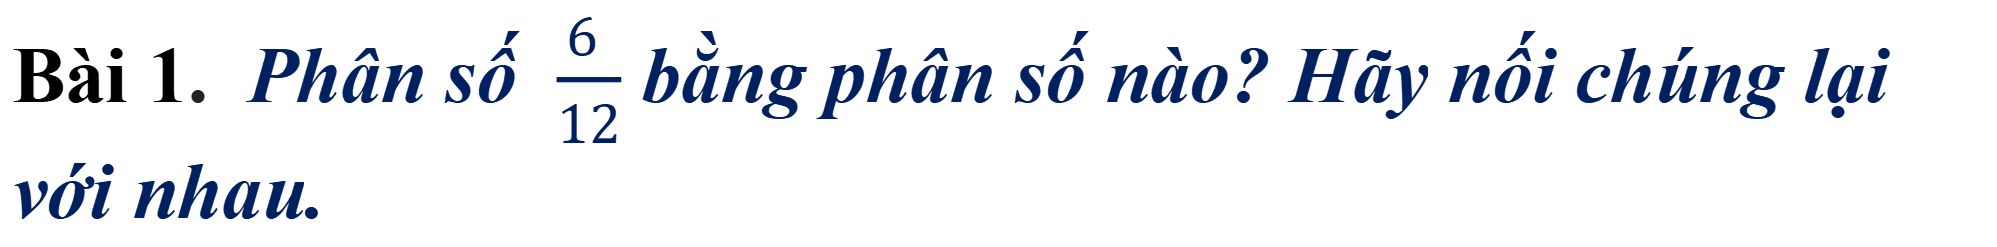 Bài 1. Phân số 6/12 bằng phân số nào? Hãy nối chúng lại
với nhau.